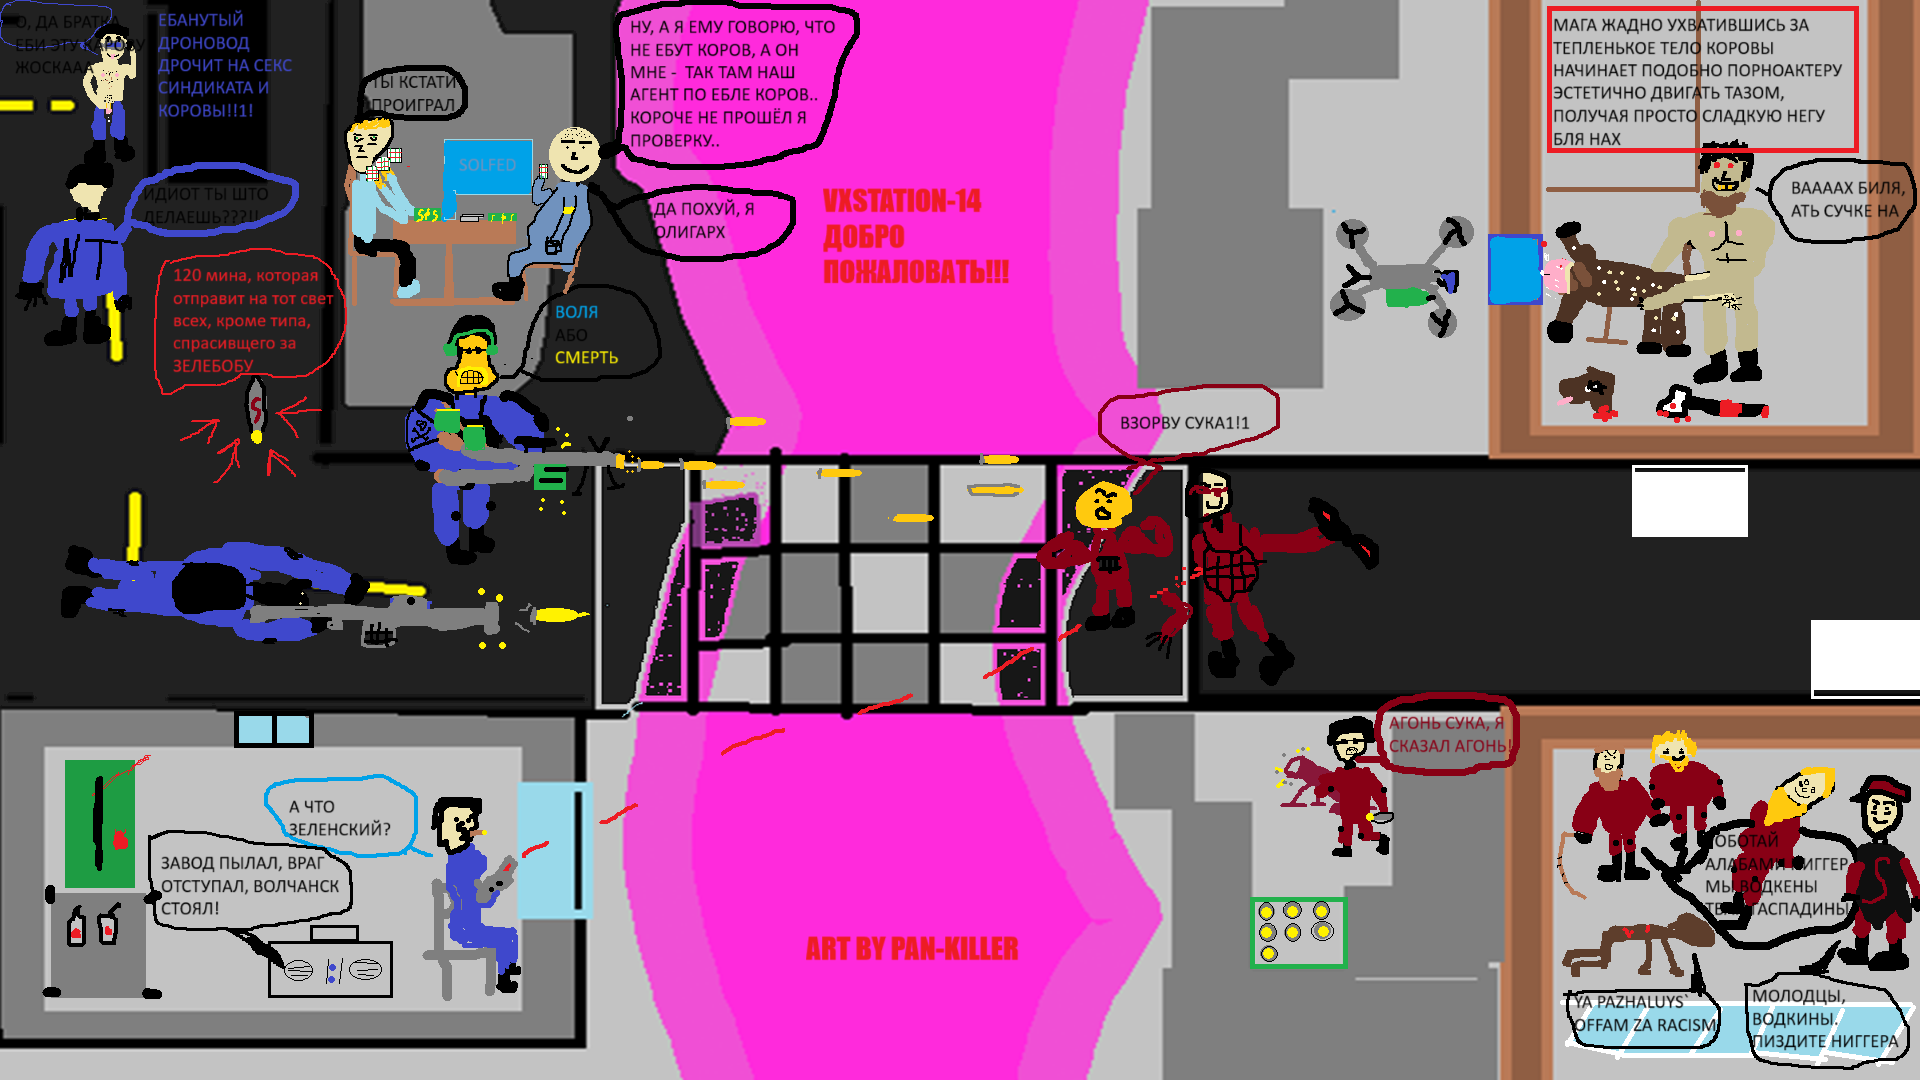 О, ДА БРАТКА
ЕБИ ЭТУ КАРОВУ
ЖОСКААА
ЕБАНУТЫЙ
ДРОНОВОД
ДРОЧИТ НА СЕКС
СИНДИКАТА И
КОРОВЫ!!1!
ТЫ КСТАТИ
ПРОИГРАЛ
SOLFED
НУ, А Я ЕМУ ГОВОРЮ, ЧТО
НЕ ЕБУТ КОРОВ, А ОН
МНЕ - ТАК ТАМ НАШ
АГЕНТ ПО ЕБЛЕ КОРОВ..
КОРОЧЕ НЕ ПРОШЁЛ Я
ПРОВЕРКУ..
ДА ПОХУЙ, Я
ОЛИГАРХ
VXSTATION-14
ДОБРО
ПОЖАЛОВАТЬ!!!
МАГА ЖАДНО УХВАТИВШИСЬ ЗА
ТЕПЛЕНЬКОЕ ТЕЛО КОРОВЫ
НАЧИНАЕТ ПОДОБНО ПОРНОАКТЕРУ
ЭСТЕТИЧНО ДВИГАТЬ ТАЗОМ,
ПОЛУЧАЯ ПРОСТО СЛАДКУЮ НЕГУ
БЛЯ НАХ
ВАААAХ БИЛЯ,
АТЬ СУЧКЕ НА
ИДИОТ ТЫ ШТО
ДЕЛАЕШЬ???!!
120 мина, которая
отправит на тот свет
всех, кроме типа,
спрасивщего за
ЗЕЛЕБОБУ
S
ВОЛЯ
АБО
СМЕРТЬ
ВЗОРВУ СУКА1!1
АГОНЬ СУКА, Я
СКАЗАЛ АГОНЬ!
А ЧТО
ЗЕЛЕНСКИЙ?
ЗАВОД ПЫЛАЛ, ВРАГ
ОТСТУПАЛ, ВОЛЧАНСК
СТОЯЛ!
ART BY PAN-KILLER
РОБОТАЙ
АЛАБАМА НИГГЕР
МЫ ВОДКЕНЫ
ТВАИ ГАСПАДИНЫ
S
YA PAZHALUYS`
OFFAM ZA RACISM
МОЛОДЦЫ,
ВОДКИНЫ.
ПИЗДИТЕ НИГГЕРА